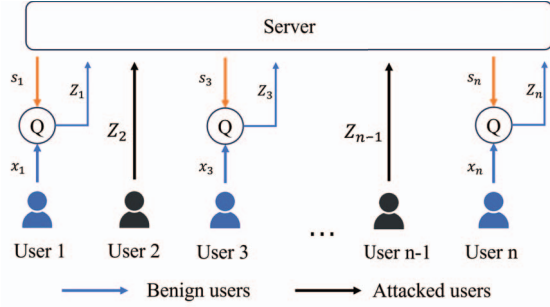 Server
s₁ Z₁ s₃ Z₃ sₙ Zₙ
Q Z₂ Q Zₙ₋₁ Q
x₁ x₃ xₙ
User 1 User 2 User 3 ... User n-1 User n
Benign users Attacked users